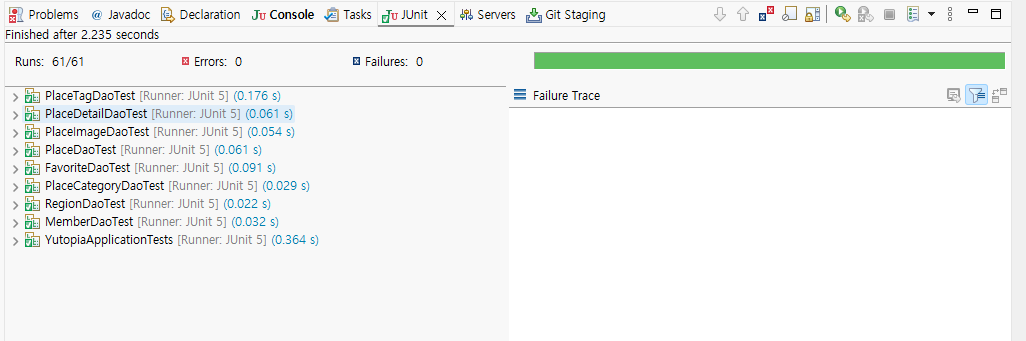 Problems @ Javadoc Declaration Console Tasks JUnit Servers Git Staging
Finished after 2.235 seconds
Runs: 61/61 Errors: 0 Failures: 0
PlaceTagDaoTest [Runner: JUnit 5] (0.176 s)
Failure Trace
PlaceDetailDaoTest [Runner: JUnit 5] (0.061 s)
PlaceImageDaoTest [Runner: JUnit 5] (0.054 s)
PlaceDaoTest [Runner: JUnit 5] (0.061 s)
FavoriteDaoTest [Runner: JUnit 5] (0.091 s)
PlaceCategoryDaoTest [Runner: JUnit 5] (0.029 s)
RegionDaoTest [Runner: JUnit 5] (0.022 s)
MemberDaoTest [Runner: JUnit 5] (0.032 s)
YutopiaApplicationTests [Runner: JUnit 5] (0.364 s)